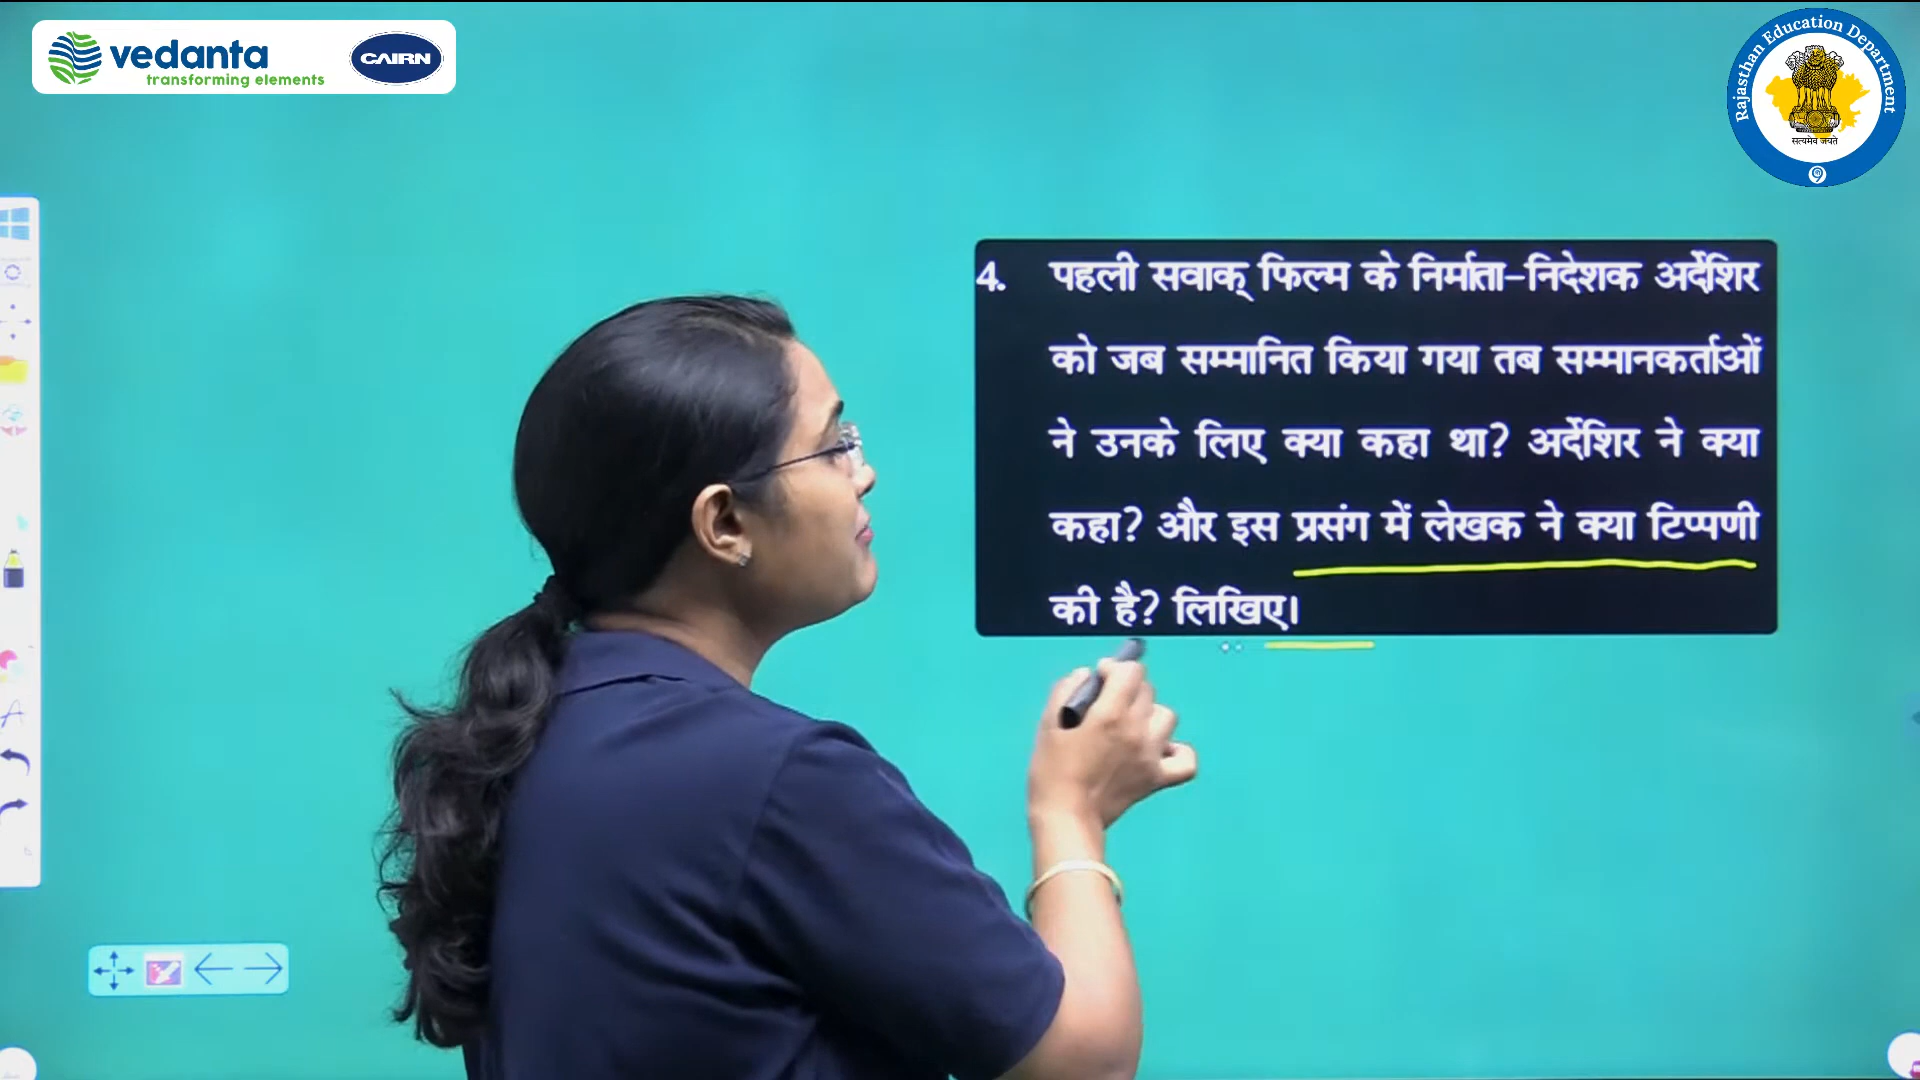 vedanta
transforming elements
CAIRN
Rajasthan Education Department
सत्यमेव जयते
4. पहली सवाक् फिल्म के निर्माता-निदेशक अर्देशिर
को जब सम्मानित किया गया तब सम्मानकर्ताओं
ने उनके लिए क्या कहा था? अर्देशिर ने क्या
कहा? और इस प्रसंग में लेखक ने क्या टिप्पणी
की है? लिखिए।